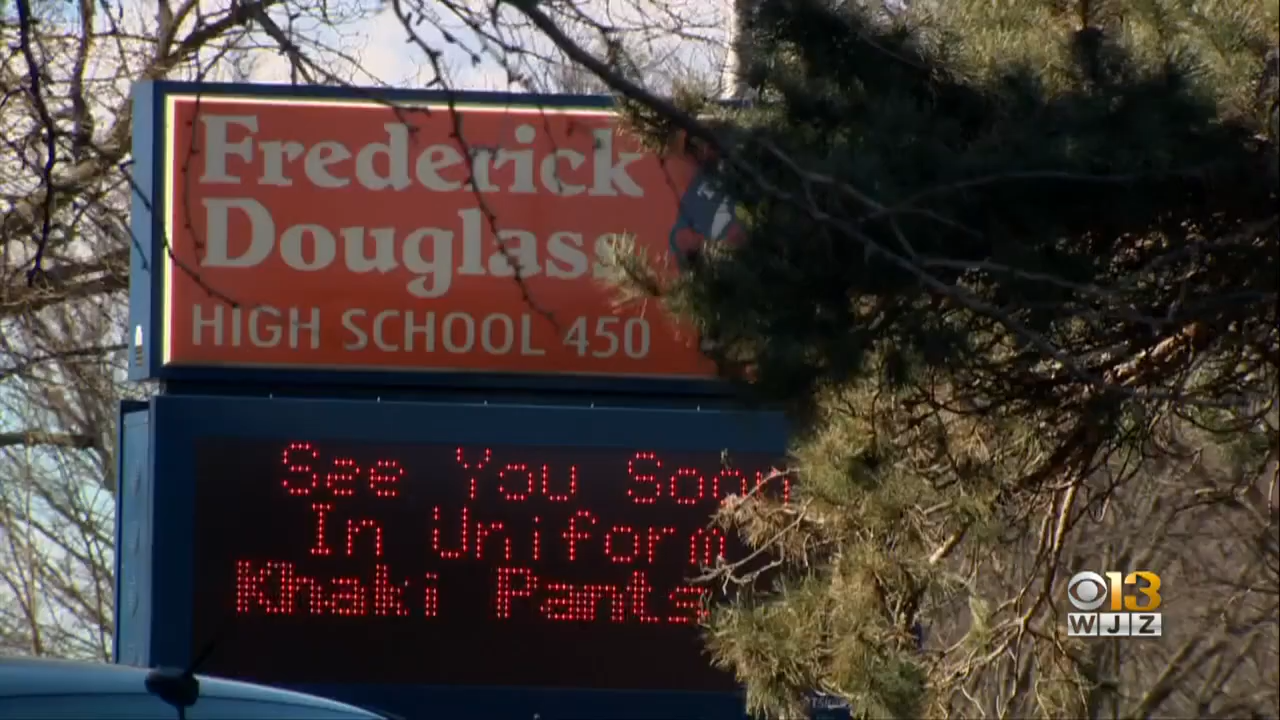 Frederick
Douglass
HIGH SCHOOL 450
See You Soon
In Uniform
Khaki Pants
13
WJZ